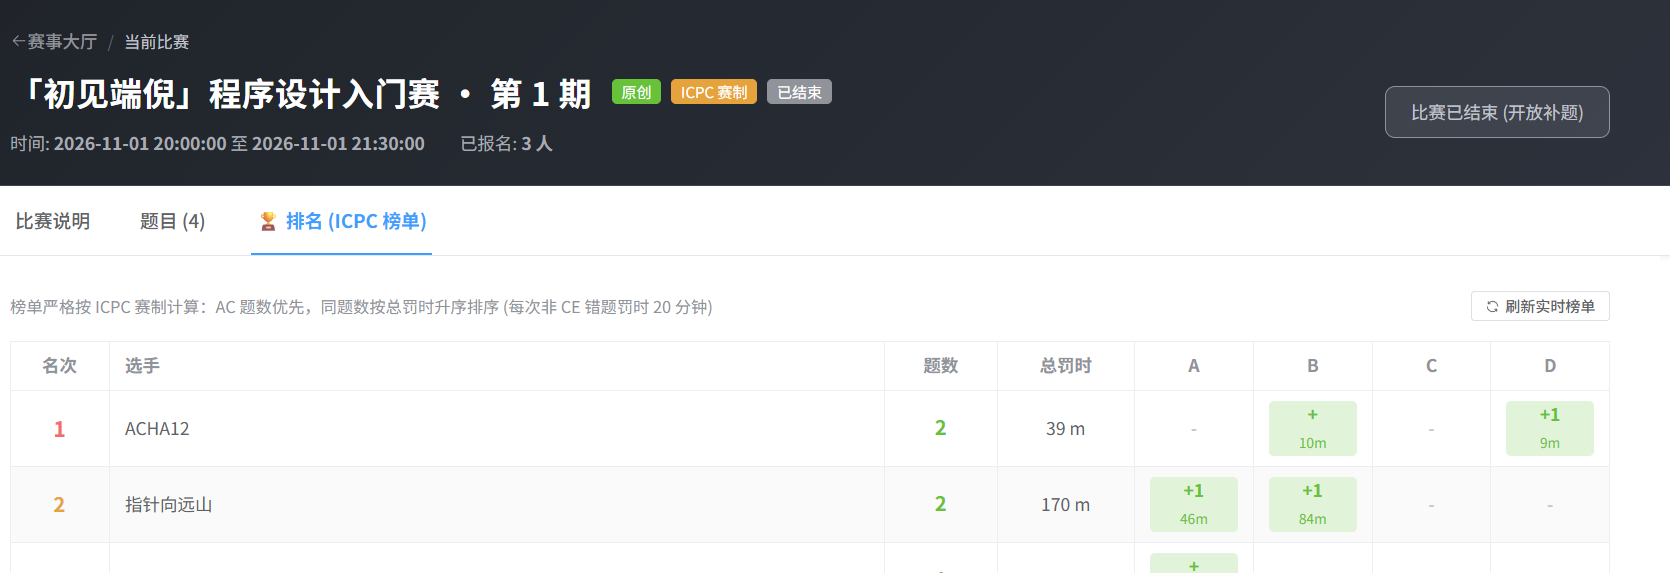 ←赛事大厅 / 当前比赛
「初见端倪」程序设计入门赛 · 第 1 期 原创 ICPC 赛制 已结束
比赛已结束 (开放补题)
时间: 2026-11-01 20:00:00 至 2026-11-01 21:30:00 已报名: 3 人
比赛说明 题目 (4) 排名 (ICPC 榜单)
榜单严格按 ICPC 赛制计算：AC 题数优先，同题数按总罚时升序排序 (每次非 CE 错题罚时 20 分钟)
刷新实时榜单
名次 选手 题数 总罚时 A B C D
1 ACHA12 2 39 m - + 10m - +1 9m
2 指针向远山 2 170 m +1 46m +1 84m - -
+